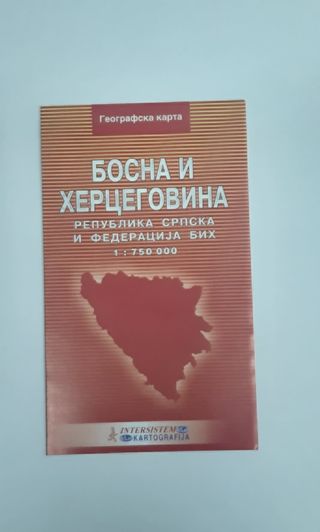 Географска карта
БОСНА И
ХЕРЦЕГОВИНА
РЕПУБЛИКА СРПСКА
И ФЕДЕРАЦИЈА БИХ
1 : 750 000
INTERSISTEM
KARTOGRAFIJA